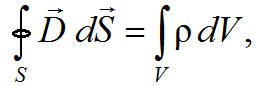 ∮_S D⃗ dS⃗ = ∫_V ρ dV,